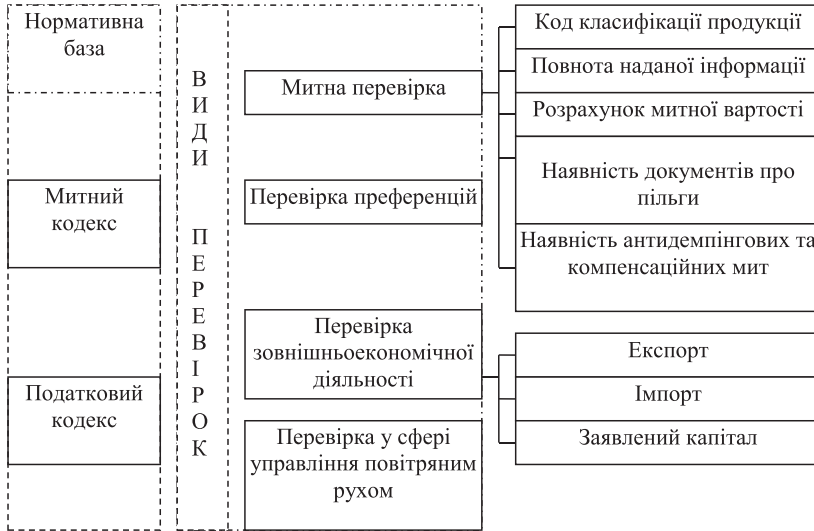 Нормативна
база
Митний
кодекс
Податковий
кодекс
ВИДИ ПЕРЕВІРОК
Митна перевірка
Перевірка преференцій
Перевірка
зовнішньоекономічної
діяльності
Перевірка у сфері
управління повітряним
рухом
Код класифікації продукції
Повнота наданої інформації
Розрахунок митної вартості
Наявність документів про
пільги
Наявність антидемпінгових та
компенсаційних мит
Експорт
Імпорт
Заявлений капітал